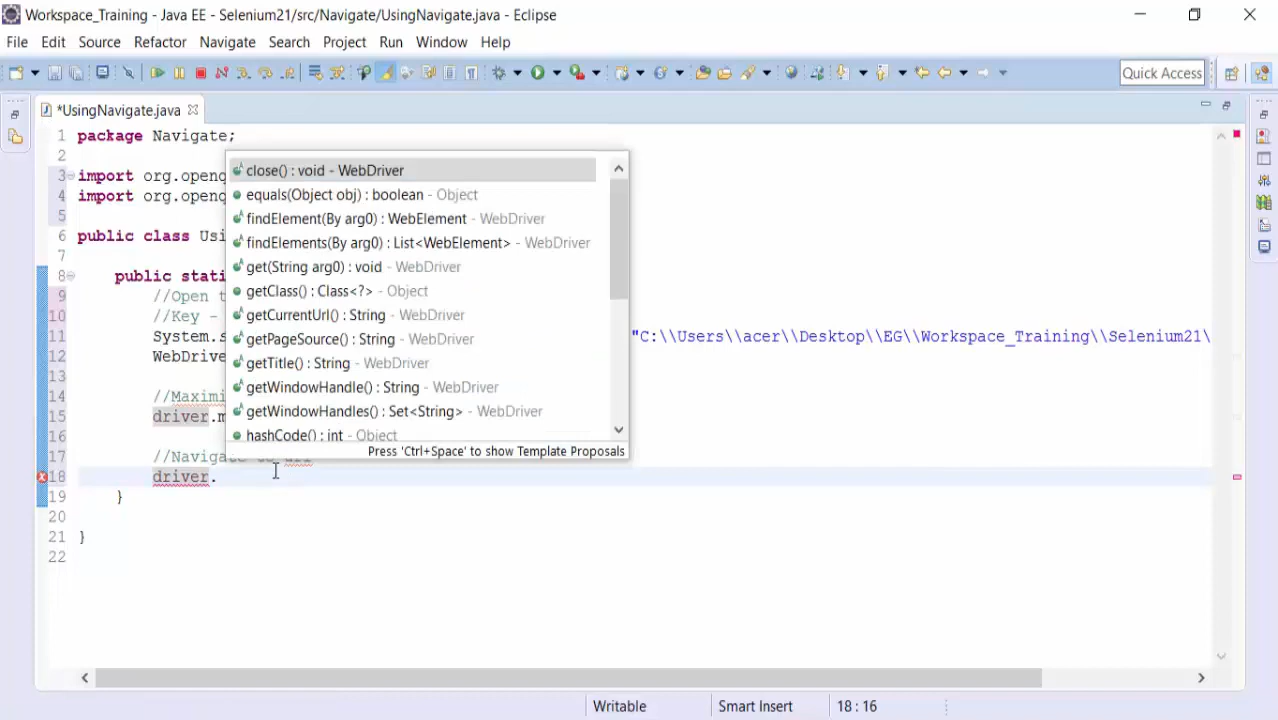 Workspace_Training - Java EE - Selenium21/src/Navigate/UsingNavigate.java - Eclipse
File Edit Source Refactor Navigate Search Project Run Window Help
Quick Access
*UsingNavigate.java
1 package Navigate;
2
3 import org.openq
4 import org.openq
5
6 public class Usi
7
8 public stati
9 //Open t
10 //Key -
11 System.s "C:\\Users\\acer\\Desktop\\EG\\Workspace_Training\\Selenium21\
12 WebDrive
13
14 //Maximi
15 driver.m
16
17 //Navigate to url
18 driver.
19 }
20
21 }
22
close() : void - WebDriver
equals(Object obj) : boolean - Object
findElement(By arg0) : WebElement - WebDriver
findElements(By arg0) : List<WebElement> - WebDriver
get(String arg0) : void - WebDriver
getClass() : Class<?> - Object
getCurrentUrl() : String - WebDriver
getPageSource() : String - WebDriver
getTitle() : String - WebDriver
getWindowHandle() : String - WebDriver
getWindowHandles() : Set<String> - WebDriver
hashCode() : int - Object
Press 'Ctrl+Space' to show Template Proposals
Writable Smart Insert 18 : 16